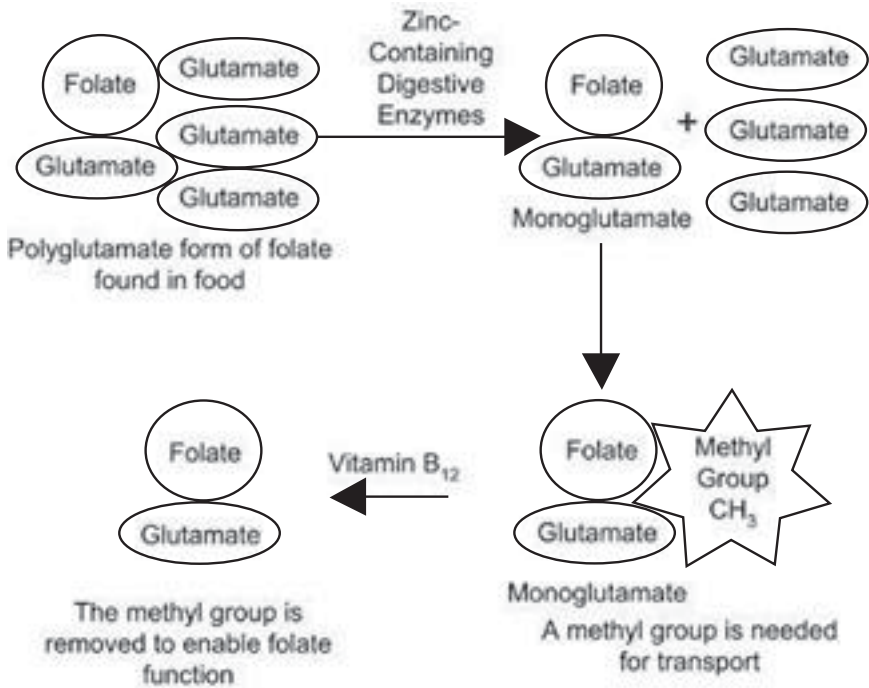 Folate
Glutamate
Glutamate
Glutamate
Glutamate
Polyglutamate form of folate
found in food
Zinc-
Containing
Digestive
Enzymes
Folate
Glutamate
Monoglutamate
+
Glutamate
Glutamate
Glutamate
Folate
Glutamate
Methyl
Group
CH₃
Monoglutamate
A methyl group is needed
for transport
Vitamin B₁₂
Folate
Glutamate
The methyl group is
removed to enable folate
function